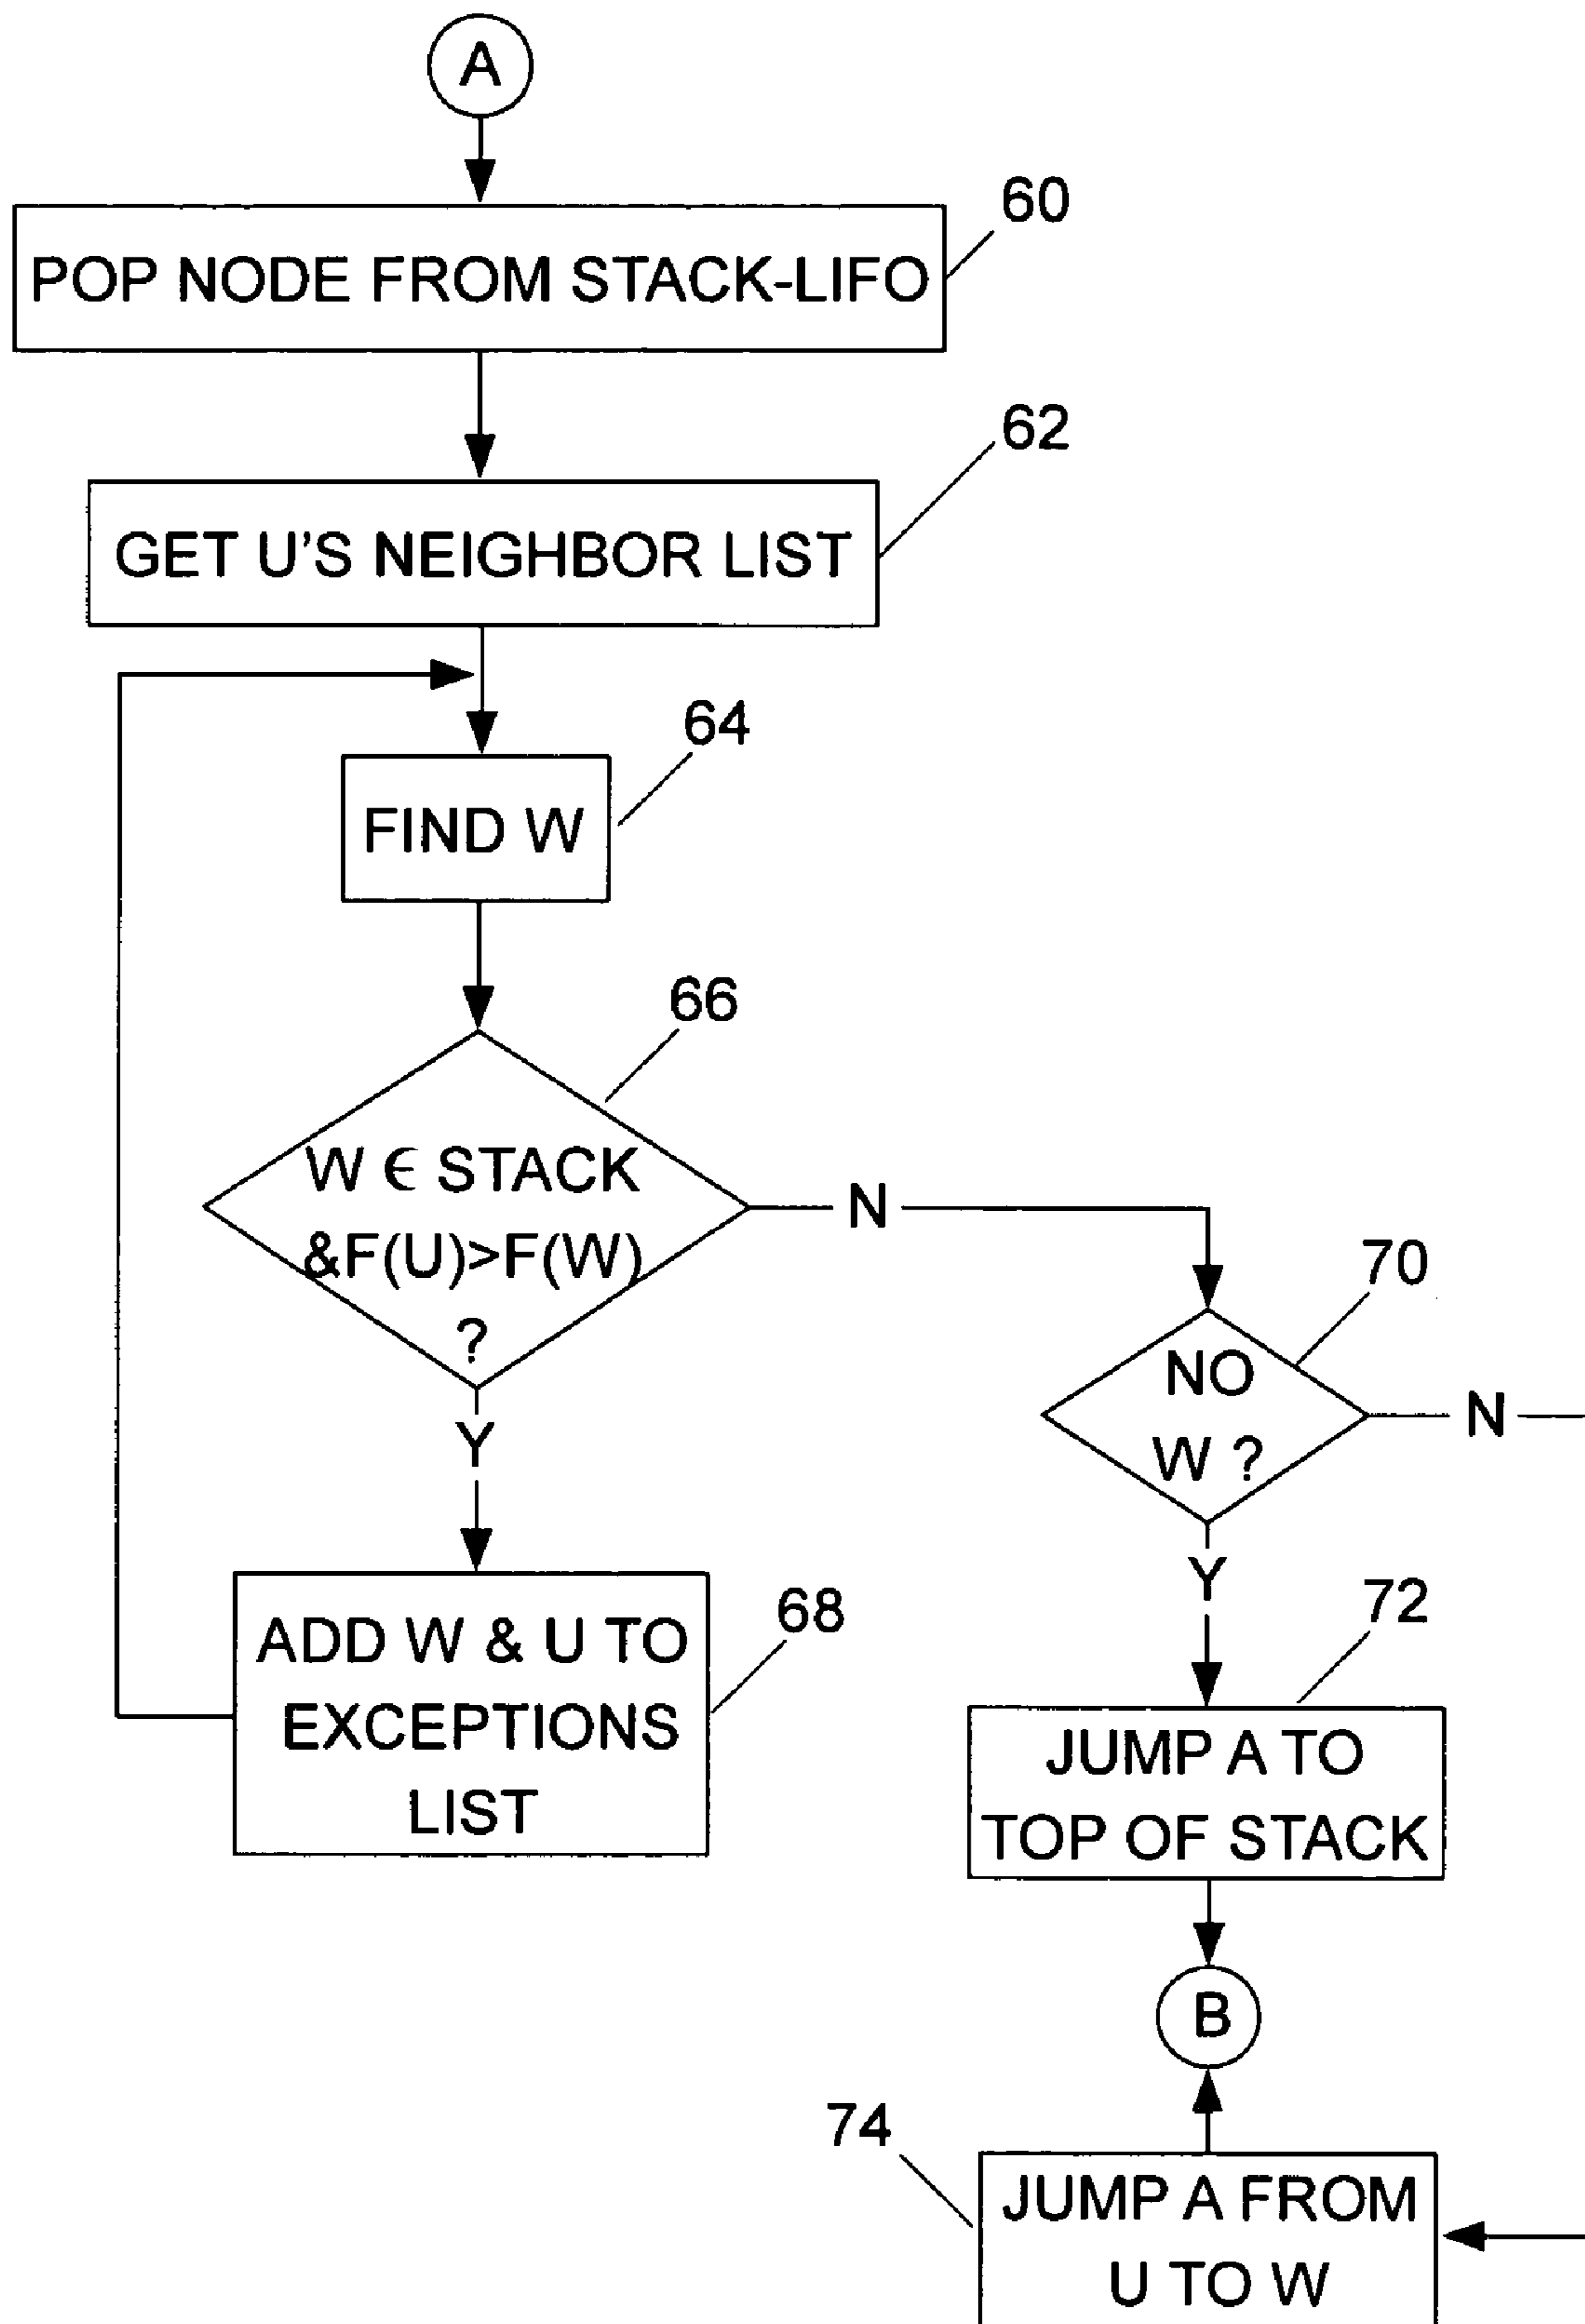 A
60
POP NODE FROM STACK-LIFO
62
GET U'S NEIGHBOR LIST
64
FIND W
66
W ∈ STACK
&F(U)>F(W)
?
N
Y
68
ADD W & U TO
EXCEPTIONS
LIST
70
NO
W ?
N
Y
72
JUMP A TO
TOP OF STACK
B
74
JUMP A FROM
U TO W